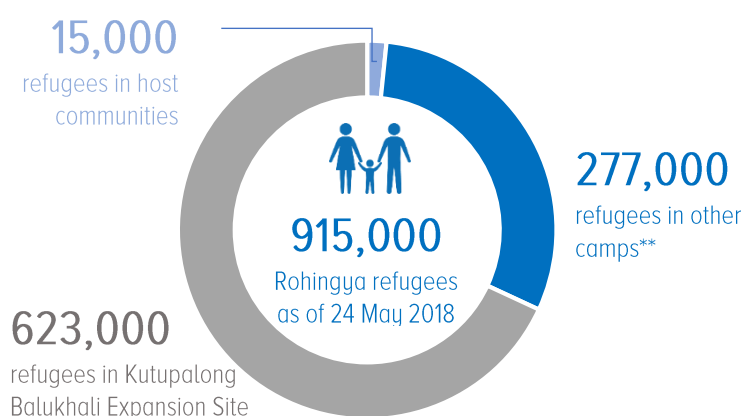 15,000
refugees in host
communities
277,000
refugees in other
camps**
915,000
Rohingya refugees
as of 24 May 2018
623,000
refugees in Kutupalong
Balukhali Expansion Site